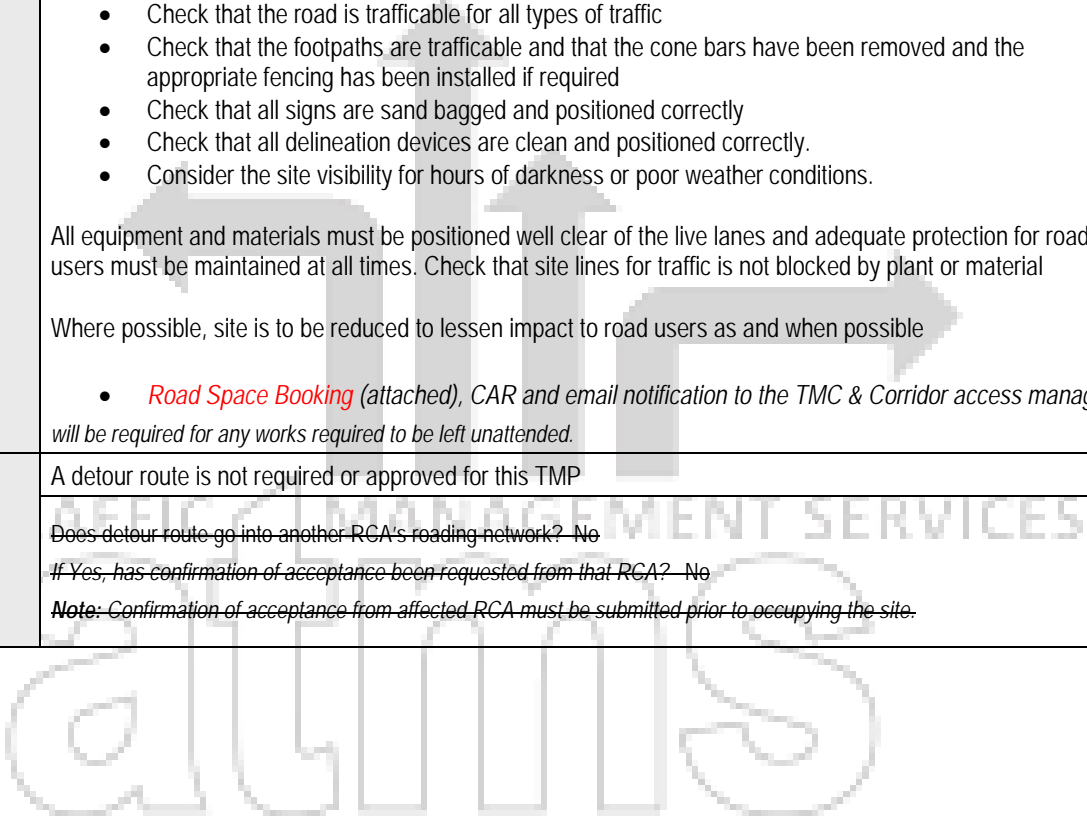 • Check that the road is trafficable for all types of traffic
• Check that the footpaths are trafficable and that the cone bars have been removed and the
appropriate fencing has been installed if required
• Check that all signs are sand bagged and positioned correctly
• Check that all delineation devices are clean and positioned correctly.
• Consider the site visibility for hours of darkness or poor weather conditions.
All equipment and materials must be positioned well clear of the live lanes and adequate protection for road
users must be maintained at all times. Check that site lines for traffic is not blocked by plant or material
Where possible, site is to be reduced to lessen impact to road users as and when possible
• Road Space Booking (attached), CAR and email notification to the TMC & Corridor access manag
will be required for any works required to be left unattended.
A detour route is not required or approved for this TMP
AFFIC MANAGEMENT SERVICES
Does detour route go into another RCA's roading network? No
If Yes, has confirmation of acceptance been requested from that RCA? No
Note: Confirmation of acceptance from affected RCA must be submitted prior to occupying the site.
atms